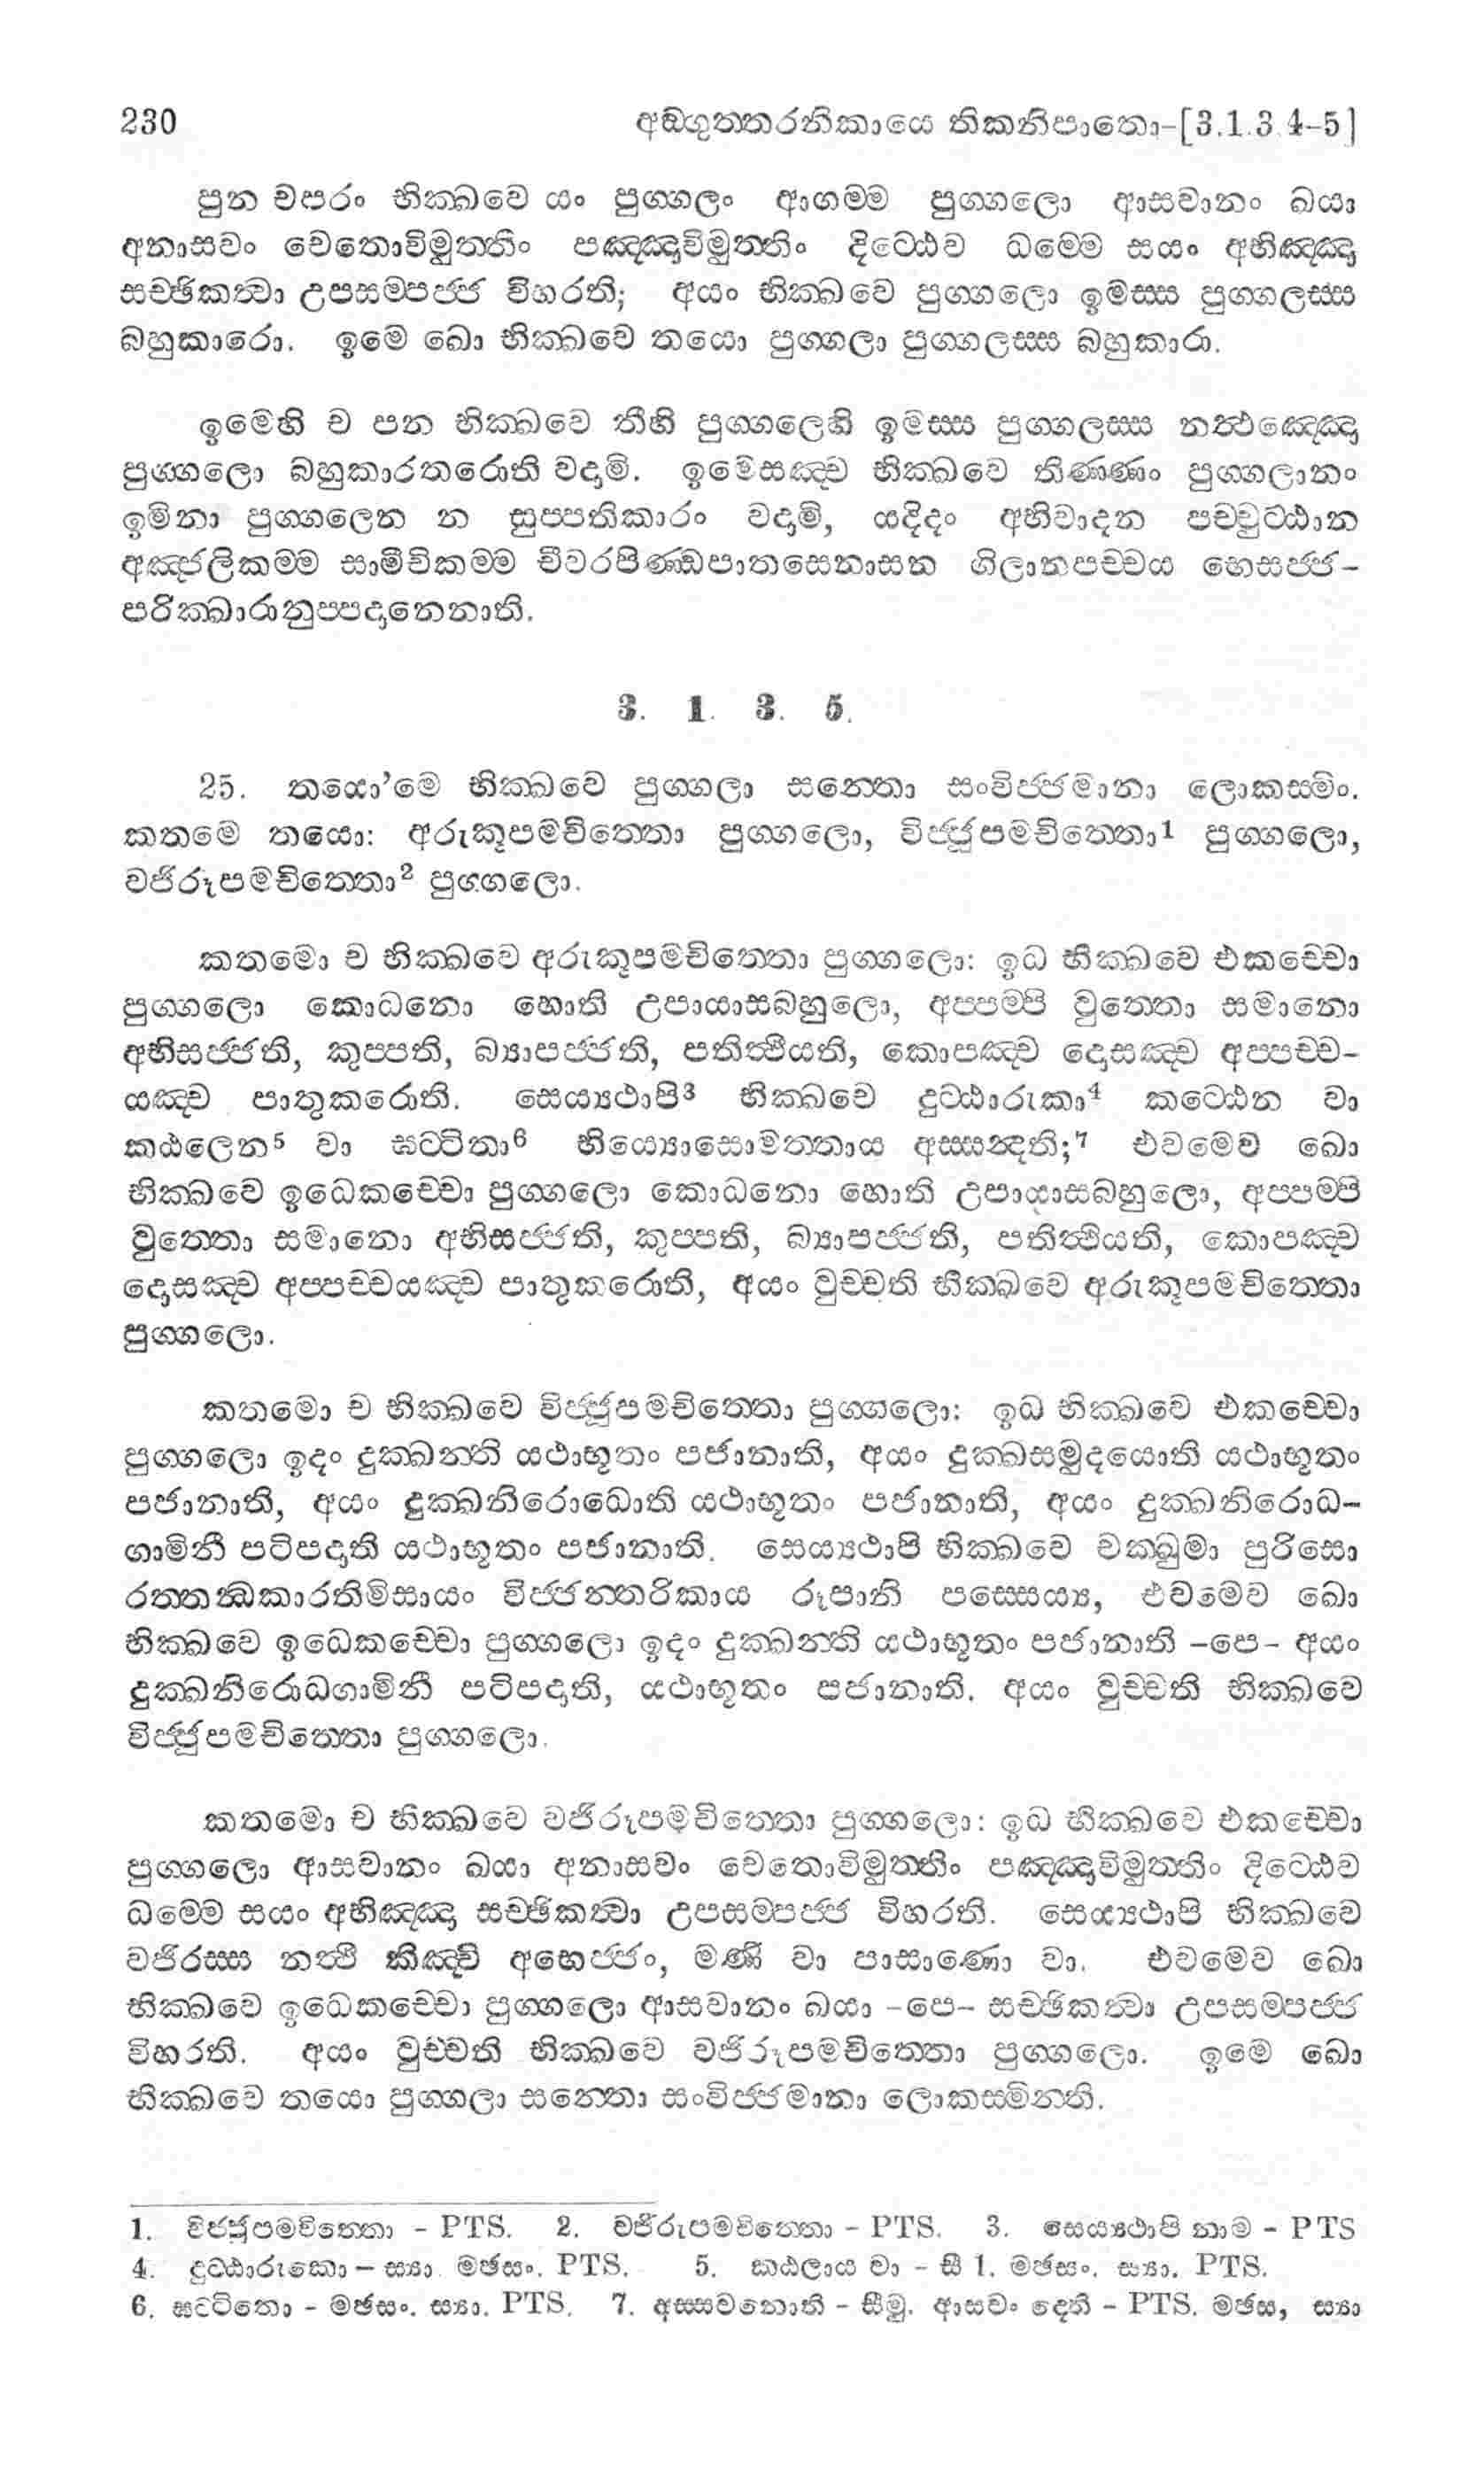 230 අඞ්ගුත්තරනිකායෙ තිකනිපාතො-[3.1.3.4-5]
පුන චපරං භික්ඛවෙ යං පුග්ගලං ආගම්ම පුග්ගලො ආසවානං ඛයා
අනාසවං චෙතොවිමුත්තිං පඤ්ඤාවිමුත්තිං දිට්ඨෙව ධම්මෙ සයං අභිඤ්ඤා
සච්ඡිකත්වා උපසම්පජ්ජ විහරති; අයං භික්ඛවෙ පුග්ගලො ඉමස්ස පුග්ගලස්ස
බහුකාරො. ඉමෙ ඛො භික්ඛවෙ තයො පුග්ගලා පුග්ගලස්ස බහුකාරා.
ඉමෙහි ච පන භික්ඛවෙ තීහි පුග්ගලෙහි ඉමස්ස පුග්ගලස්ස නත්ථඤ්ඤො
පුග්ගලො බහුකාරතරොති වදාමි. ඉමෙසඤ්ච භික්ඛවෙ තිණ්ණං පුග්ගලානං
ඉමිනා පුග්ගලෙන න සුප්පතිකාරං වදාමි, යදිදං අභිවාදන පච්චුට්ඨාන
අඤ්ජලිකම්ම සාමීචිකම්ම චීවරපිණ්ඩපාතසෙනාසන ගිලානපච්චය භෙසජ්ජ-
පරික්ඛාරානුප්පදානෙනාති.
3. 1. 3. 5.
25. තයො’මෙ භික්ඛවෙ පුග්ගලා සන්තො සංවිජ්ජමානා ලොකස්මිං.
කතමෙ තයො: අරුකූපමචිත්තො පුග්ගලො, විජ්ජූපමචිත්තො¹ පුග්ගලො,
වජිරූපමචිත්තො² පුග්ගලො.
කතමො ච භික්ඛවෙ අරුකූපමචිත්තො පුග්ගලො: ඉධ භික්ඛවෙ එකච්චො
පුග්ගලො කොධනො හොති උපායාසබහුලො, අප්පම්පි වුත්තො සමානො
අභිසජ්ජති, කුප්පති, බ්‍යාපජ්ජති, පතිත්ථීයති, කොපඤ්ච දොසඤ්ච අප්පච්ච-
යඤ්ච පාතුකරොති. සෙය්‍යථාපි³ භික්ඛවෙ දුට්ඨාරුකා⁴ කට්ඨෙන වා
කඨලෙන⁵ වා ඝට්ටිතා⁶ භිය්‍යොසොමත්තාය අස්සන්‍දති;⁷ එවමෙව ඛො
භික්ඛවෙ ඉධෙකච්චො පුග්ගලො කොධනො හොති උපායාසබහුලො, අප්පම්පි
වුත්තො සමානො අභිසජ්ජති, කුප්පති, බ්‍යාපජ්ජති, පතිත්ථියති, කොපඤ්ච
දොසඤ්ච අප්පච්චයඤ්ච පාතුකරොති, අයං වුච්චති භික්ඛවෙ අරුකූපමචිත්තො
පුග්ගලො.
කතමො ච භික්ඛවෙ විජ්ජූපමචිත්තො පුග්ගලො: ඉධ භික්ඛවෙ එකච්චො
පුග්ගලො ඉදං දුක්ඛන්ති යථාභූතං පජානාති, අයං දුක්ඛසමුදයොති යථාභූතං
පජානාති, අයං දුක්ඛනිරොධොති යථාභූතං පජානාති, අයං දුක්ඛනිරොධ-
ගාමිනී පටිපදාති යථාභූතං පජානාති. සෙය්‍යථාපි භික්ඛවෙ චක්ඛුමා පුරිසො
රත්තන්‍ධකාරතිමිසායං විජ්ජන්තරිකාය රූපානි පස්සෙය්‍ය, එවමෙව ඛො
භික්ඛවෙ ඉධෙකච්චො පුග්ගලො ඉදං දුක්ඛන්ති යථාභූතං පජානාති -පෙ- අයං
දුක්ඛනිරොධගාමිනී පටිපදාති, යථාභූතං පජානාති. අයං වුච්චති භික්ඛවෙ
විජ්ජූපමචිත්තො පුග්ගලො.
කතමො ච භික්ඛවෙ වජිරූපමචිත්තො පුග්ගලො: ඉධ භික්ඛවෙ එකච්චො
පුග්ගලො ආසවානං ඛයා අනාසවං චෙතොවිමුත්තිං පඤ්ඤාවිමුත්තිං දිට්ඨෙව
ධම්මෙ සයං අභිඤ්ඤා සච්ඡිකත්වා උපසම්පජ්ජ විහරති. සෙය්‍යථාපි භික්ඛවෙ
වජිරස්ස නත්ථි කිඤ්චි අභෙජ්ජං, මණි වා පාසාණො වා. එවමෙව ඛො
භික්ඛවෙ ඉධෙකච්චො පුග්ගලො ආසවානං ඛයා -පෙ- සච්ඡිකත්වා උපසම්පජ්ජ
විහරති. අයං වුච්චති භික්ඛවෙ වජිරූපමචිත්තො පුග්ගලො. ඉමෙ ඛො
භික්ඛවෙ තයො පුග්ගලා සන්තො සංවිජ්ජමානා ලොකස්මින්ති.
1. විජ්ජුපමචිත්තො - PTS. 2. වජිරුපමචිත්තො - PTS. 3. සෙය්‍යථාපි නාම - PTS
4. දුට්ඨාරුකො - ස්‍යා. මඡසං. PTS. 5. කඨලාය වා - සී 1. මඡසං. ස්‍යා. PTS.
6. ඝට්ටිතො - මඡසං. ස්‍යා. PTS. 7. අස්සවනොති - සීමු. ආසවං දෙති - PTS. මඡස, ස්‍යා